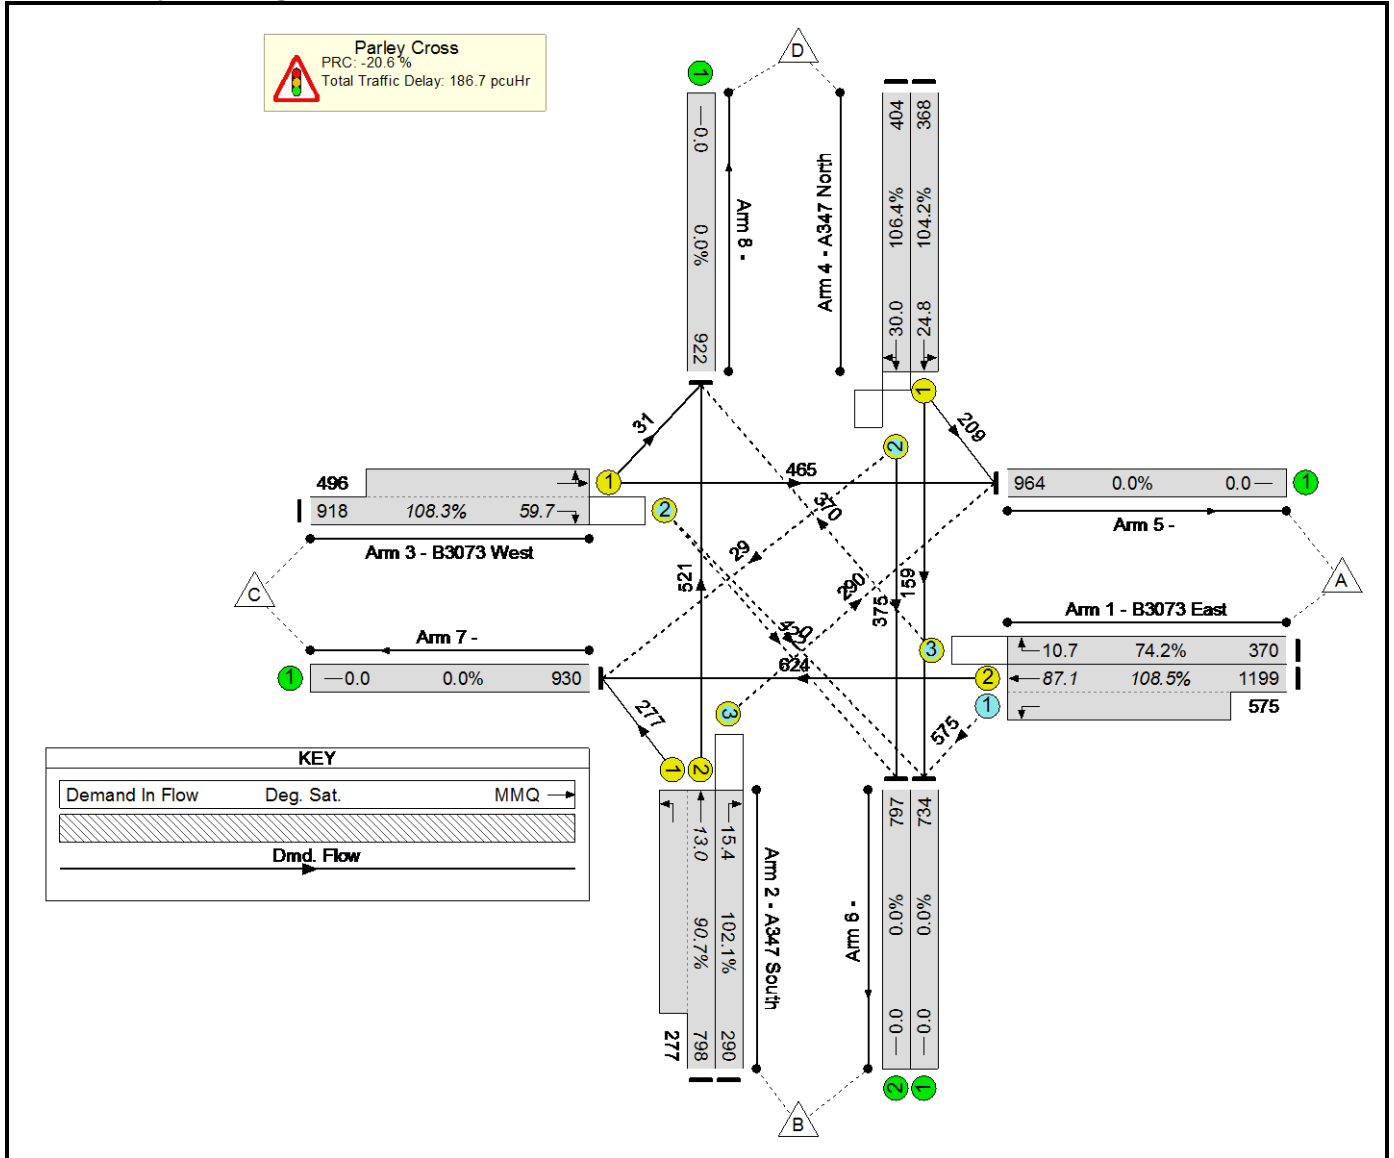 Parley Cross
PRC: -20.6 %
Total Traffic Delay: 186.7 pcuHr
D
1
0.0
0.0%
922
Arm 8 -
Arm 4 - A347 North
404
106.4%
30.0
368
104.2%
24.8
1
2
31
465
209
370
29
290
521
375
159
624
277
575
496
918 108.3% 59.7
1
2
Arm 3 - B3073 West
C
Arm 7 -
1
0.0 0.0% 930
964 0.0% 0.0
1
Arm 5 -
A
Arm 1 - B3073 East
3
10.7 74.2% 370
2
87.1 108.5% 1199
1
575
3
1
2
277
13.0
90.7%
798
15.4
102.1%
290
Arm 2 - A347 South
Arm 6 -
797
0.0%
0.0
734
0.0%
0.0
2
1
B
KEY
Demand In Flow Deg. Sat. MMQ
Dmd. Flow